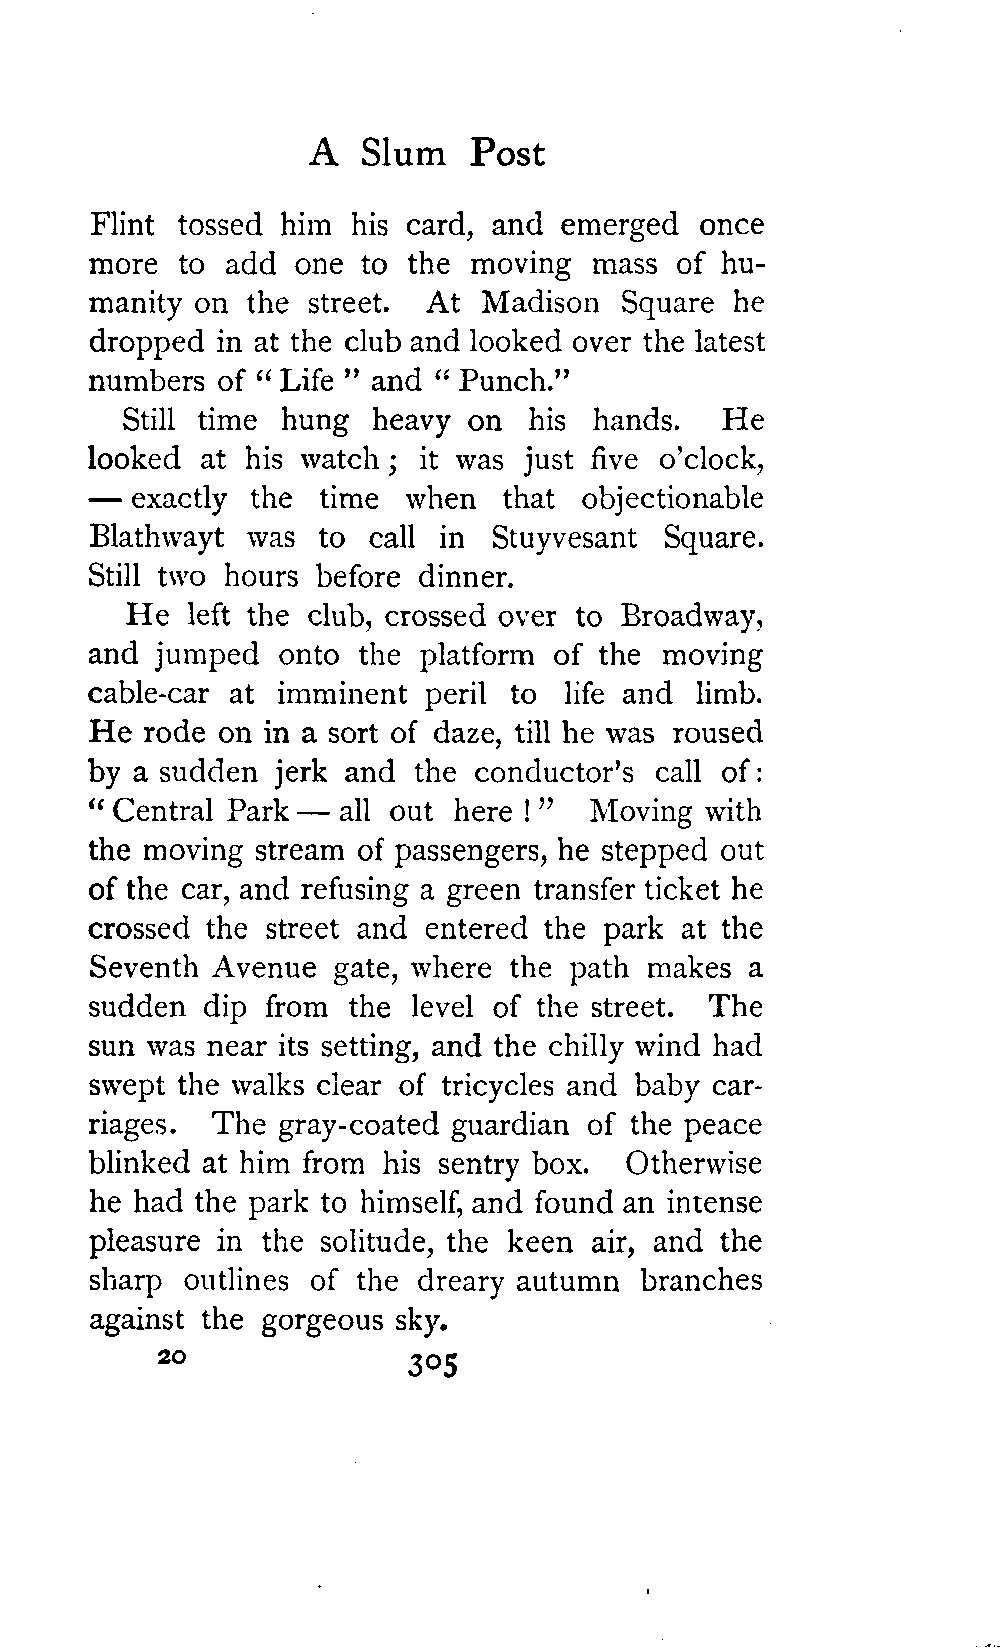 A Slum Post
Flint tossed him his card, and emerged once
more to add one to the moving mass of hu-
manity on the street. At Madison Square he
dropped in at the club and looked over the latest
numbers of “ Life ” and “ Punch.”
Still time hung heavy on his hands. He
looked at his watch ; it was just five o'clock,
— exactly the time when that objectionable
Blathwayt was to call in Stuyvesant Square.
Still two hours before dinner.
He left the club, crossed over to Broadway,
and jumped onto the platform of the moving
cable-car at imminent peril to life and limb.
He rode on in a sort of daze, till he was roused
by a sudden jerk and the conductor's call of :
“ Central Park — all out here ! ” Moving with
the moving stream of passengers, he stepped out
of the car, and refusing a green transfer ticket he
crossed the street and entered the park at the
Seventh Avenue gate, where the path makes a
sudden dip from the level of the street. The
sun was near its setting, and the chilly wind had
swept the walks clear of tricycles and baby car-
riages. The gray-coated guardian of the peace
blinked at him from his sentry box. Otherwise
he had the park to himself, and found an intense
pleasure in the solitude, the keen air, and the
sharp outlines of the dreary autumn branches
against the gorgeous sky.
20 305